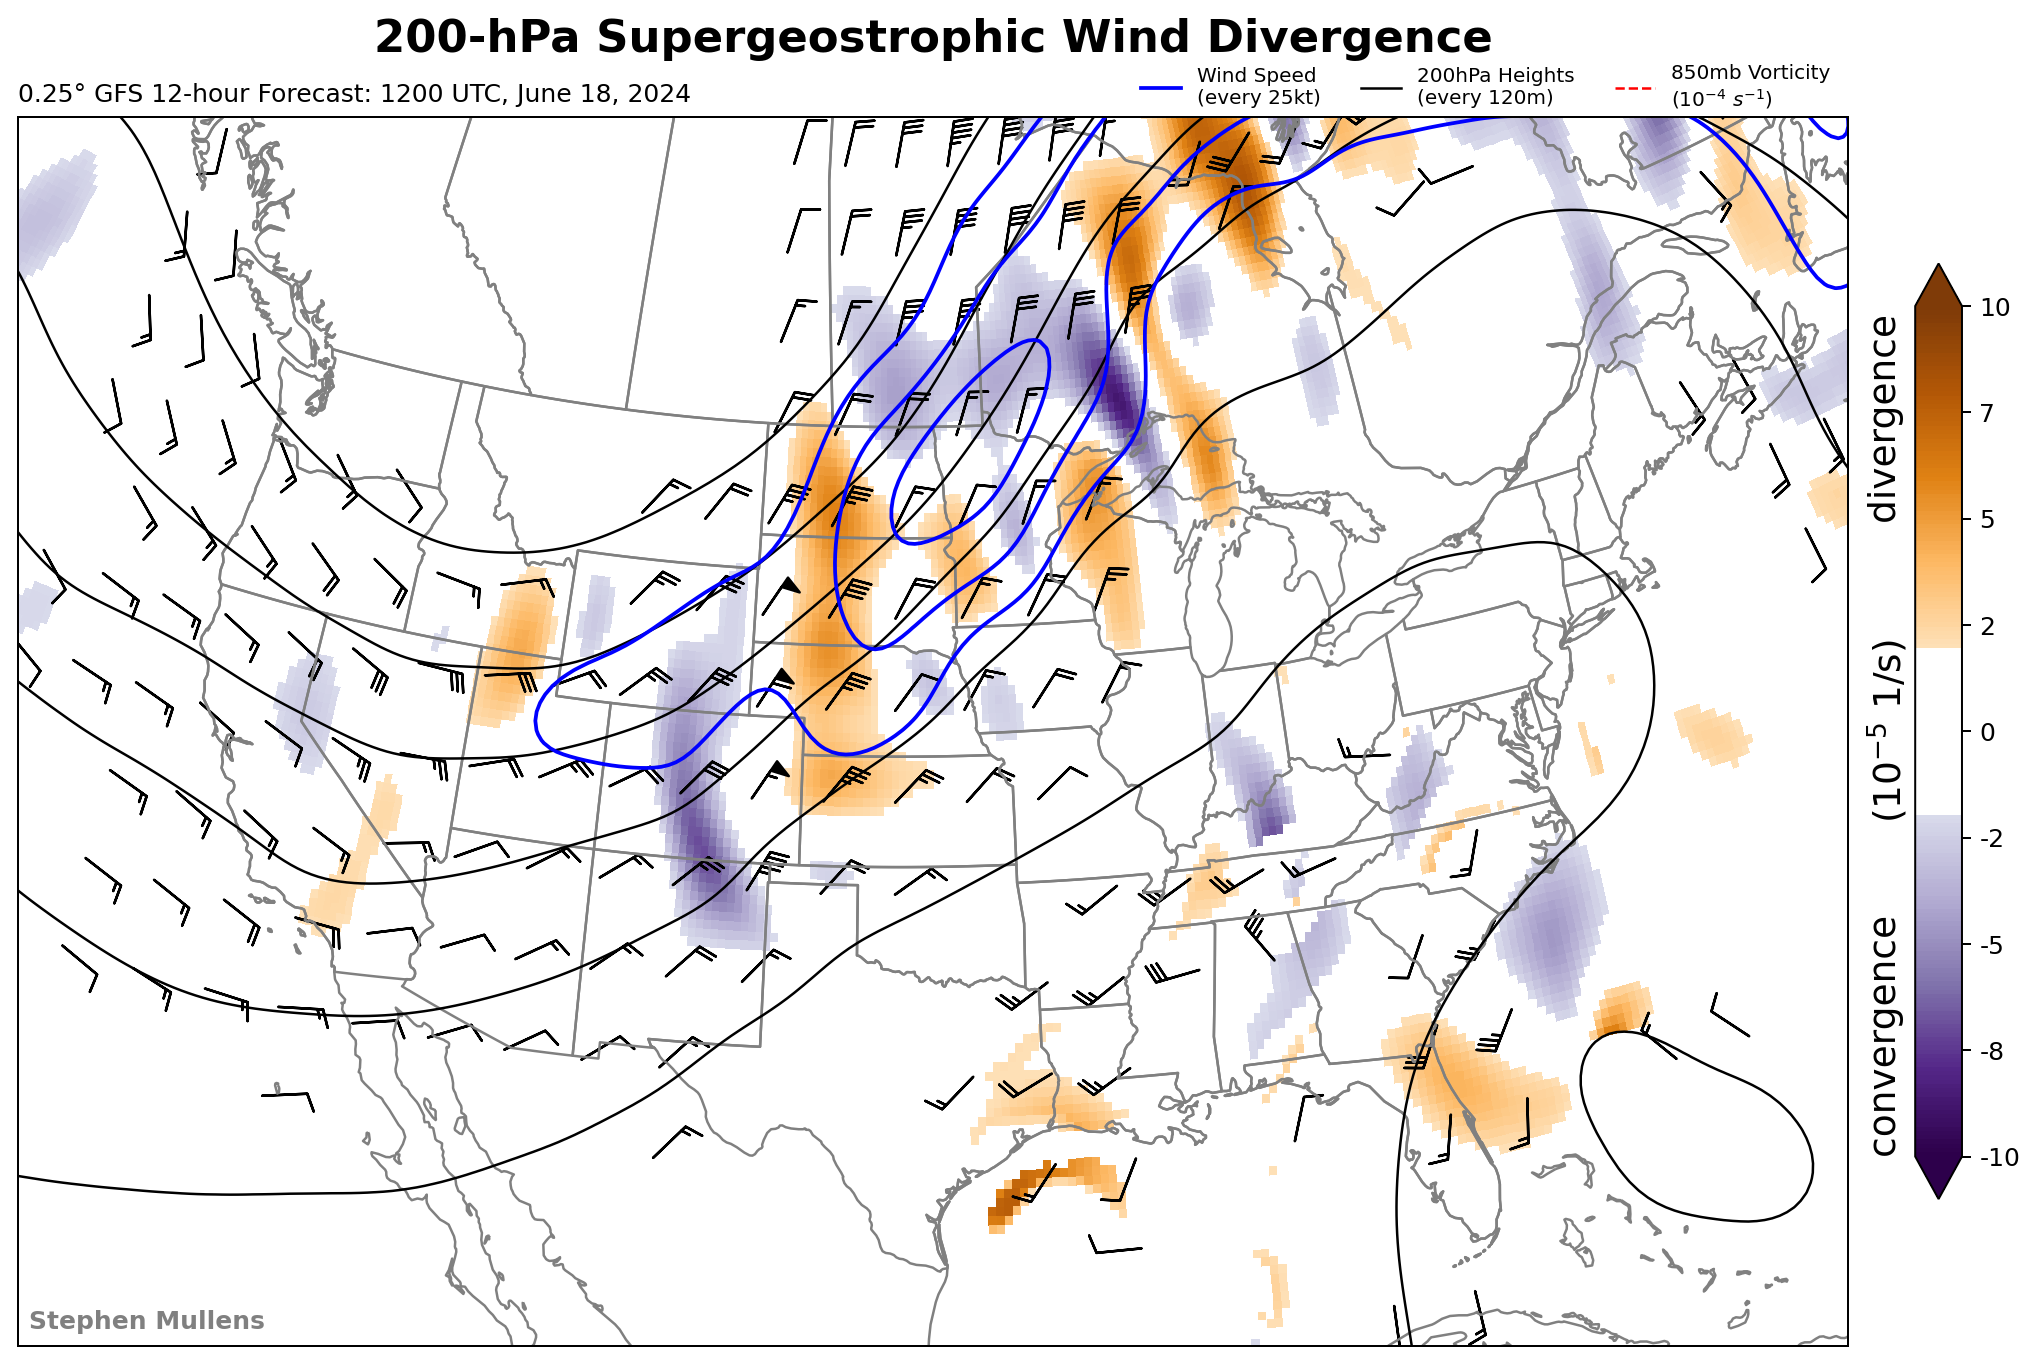 200-hPa Supergeostrophic Wind Divergence
0.25° GFS 12-hour Forecast: 1200 UTC, June 18, 2024
Wind Speed
(every 25kt)
200hPa Heights
(every 120m)
850mb Vorticity
(10⁻⁴ s⁻¹)
10
7
5
2
0
-2
-5
-8
-10
convergence (10⁻⁵ 1/s) divergence
Stephen Mullens